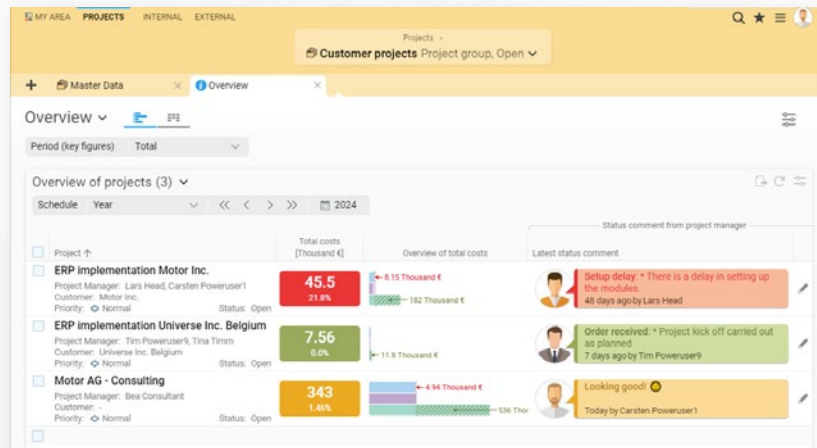 MY AREA PROJECTS INTERNAL EXTERNAL
Projects
Customer projects Project group, Open
Master Data
Overview
Overview
Period (key figures) Total
Overview of projects (3)
Schedule Year 2024
Status comment from project manager
Project ↑ Total costs [Thousand €] Overview of total costs Latest status comment
ERP implementation Motor Inc.
Project Manager: Lars Head, Carsten Poweruser1
Customer: Motor Inc.
Priority: Normal Status: Open
45.5
21.8%
8.15 Thousand €
182 Thousand €
Setup delay: * There is a delay in setting up
the modules.
48 days ago by Lars Head
ERP implementation Universe Inc. Belgium
Project Manager: Tim Poweruser9, Tina Timm
Customer: Universe Inc. Belgium
Priority: Normal Status: Open
7.56
0.0%
11.8 Thousand €
Order received: * Project kick off carried out
as planned
7 days ago by Tim Poweruser9
Motor AG - Consulting
Project Manager: Bea Consultant
Customer: -
Priority: Normal Status: Open
343
1.46%
4.94 Thousand €
536 Thou
Looking good!
Today by Carsten Poweruser1